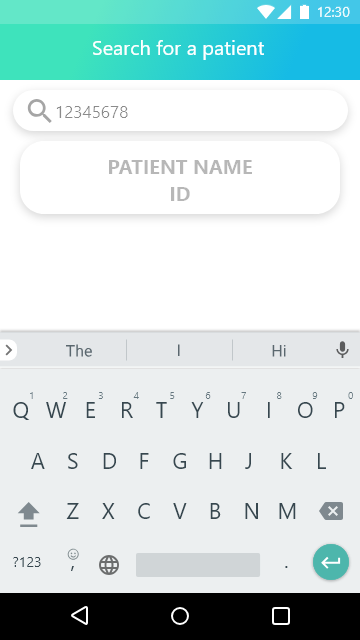 12:30
Search for a patient
12345678
PATIENT NAME
ID
The I Hi
1 2 3 4 5 6 7 8 9 0
Q W E R T Y U I O P
A S D F G H J K L
Z X C V B N M
?123 , .